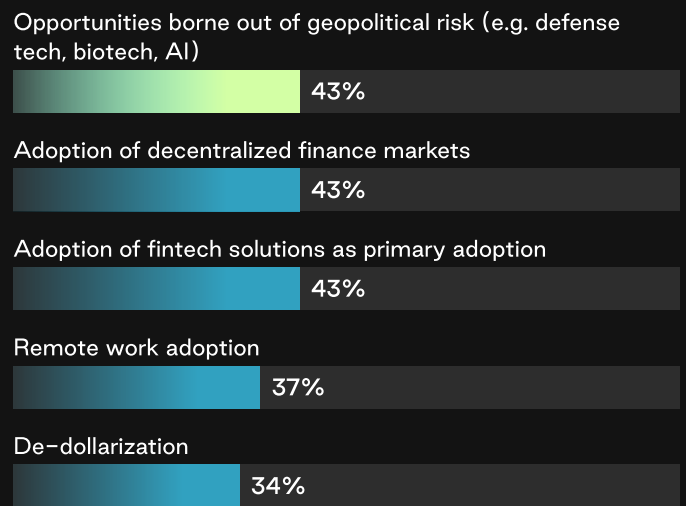 Opportunities borne out of geopolitical risk (e.g. defense
tech, biotech, AI)
43%
Adoption of decentralized finance markets
43%
Adoption of fintech solutions as primary adoption
43%
Remote work adoption
37%
De-dollarization
34%